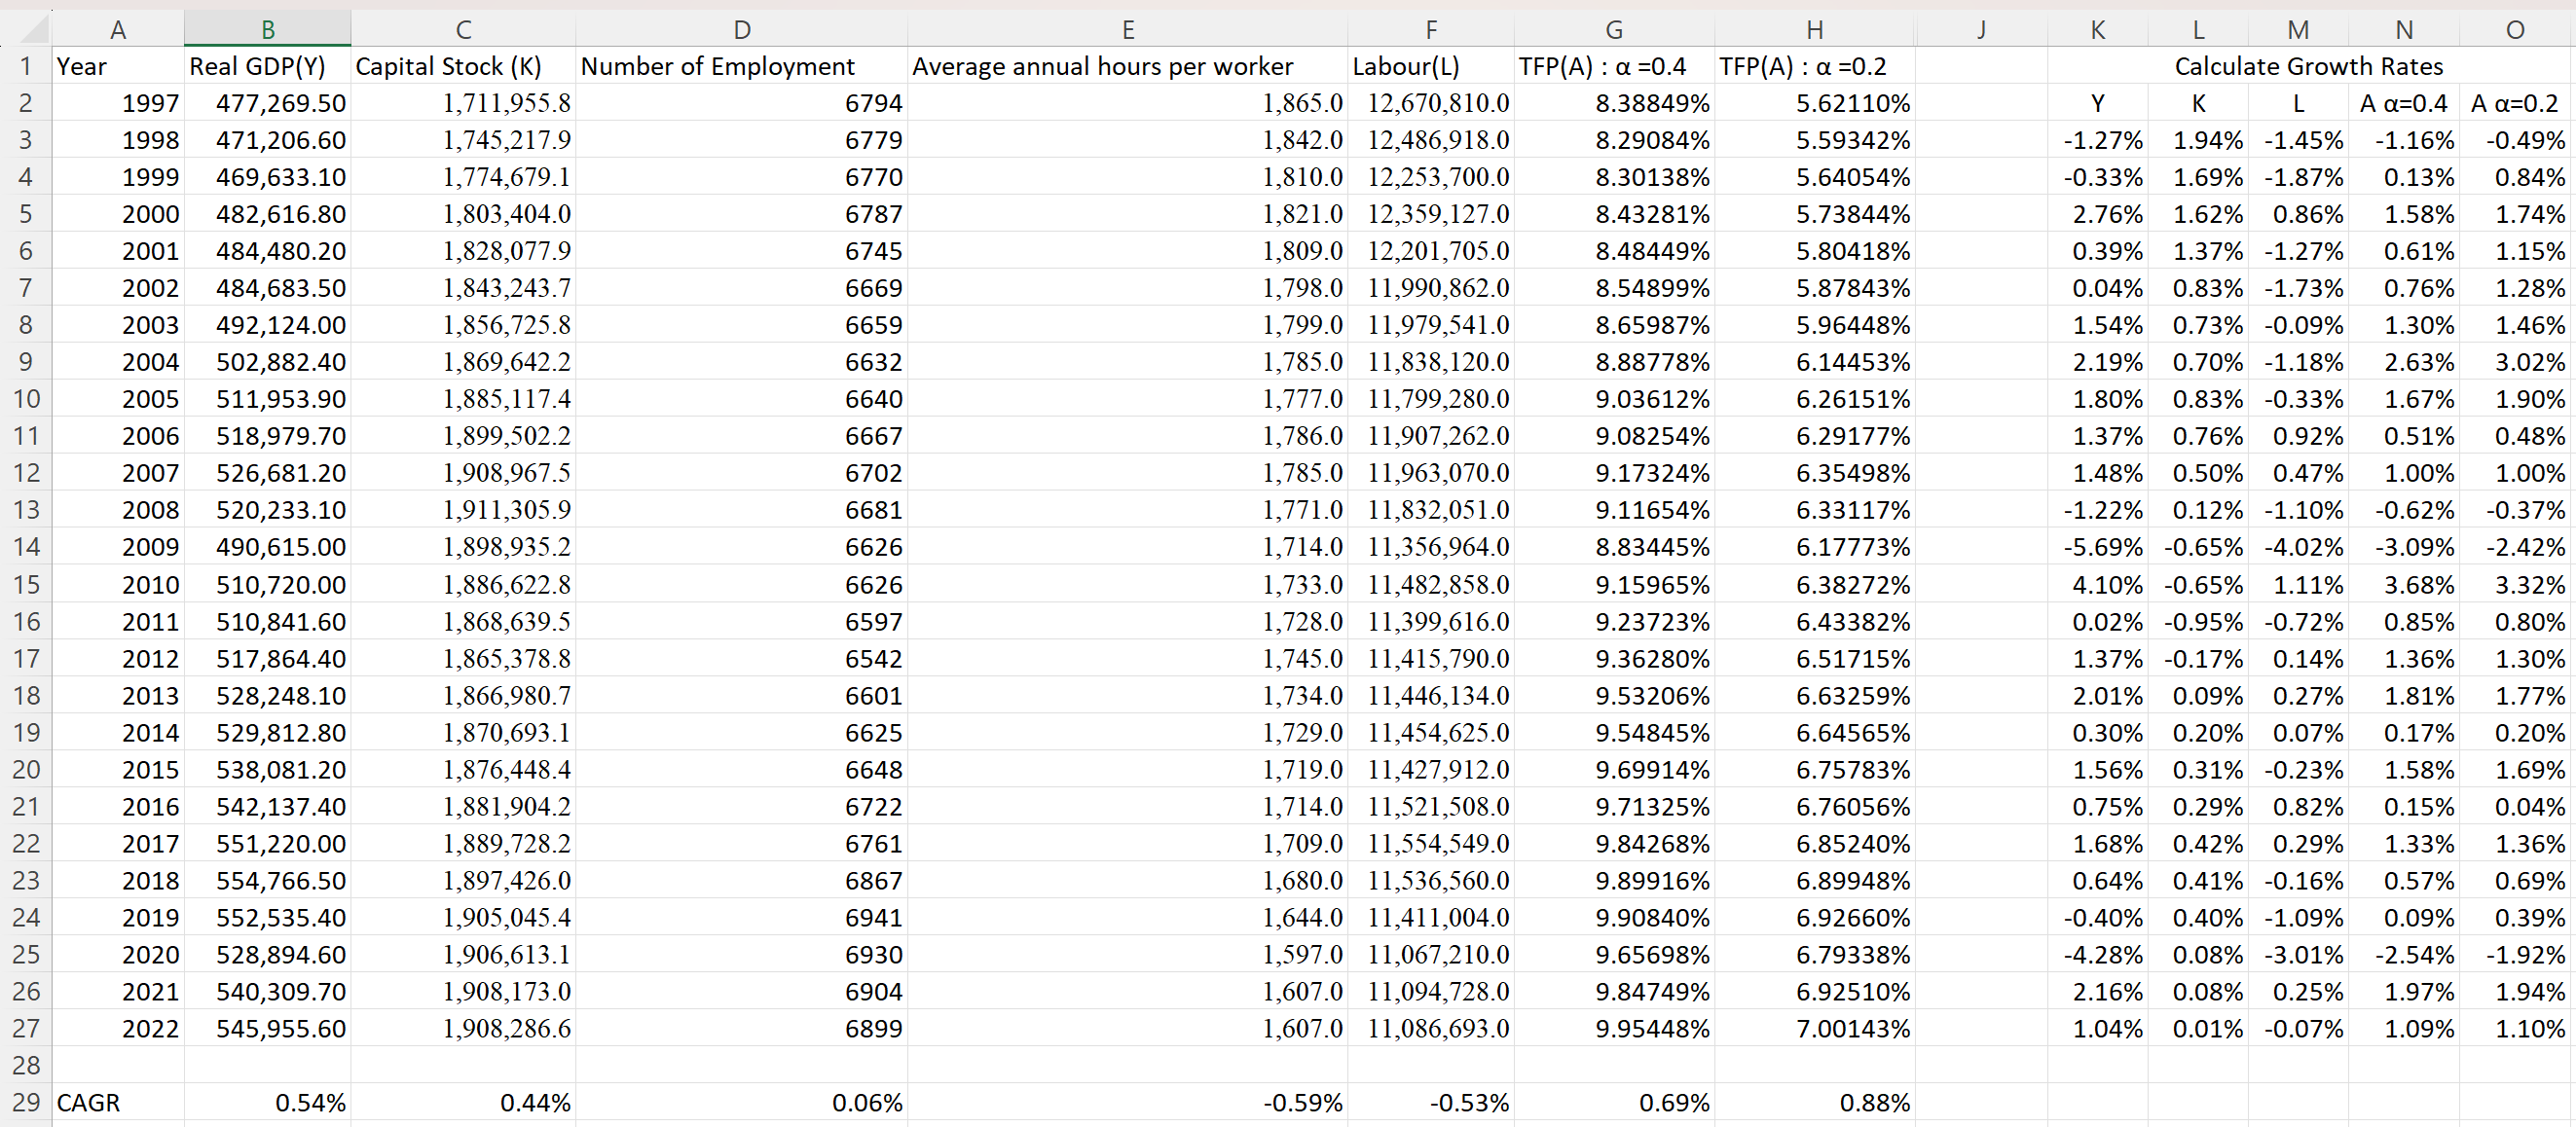 A B C D E F G H J K L M N O
1 Year Real GDP(Y) Capital Stock (K) Number of Employment Average annual hours per worker Labour(L) TFP(A) : α =0.4 TFP(A) : α =0.2 Calculate Growth Rates
2 1997 477,269.50 1,711,955.8 6794 1,865.0 12,670,810.0 8.38849% 5.62110% Y K L A α=0.4 A α=0.2
3 1998 471,206.60 1,745,217.9 6779 1,842.0 12,486,918.0 8.29084% 5.59342% -1.27% 1.94% -1.45% -1.16% -0.49%
4 1999 469,633.10 1,774,679.1 6770 1,810.0 12,253,700.0 8.30138% 5.64054% -0.33% 1.69% -1.87% 0.13% 0.84%
5 2000 482,616.80 1,803,404.0 6787 1,821.0 12,359,127.0 8.43281% 5.73844% 2.76% 1.62% 0.86% 1.58% 1.74%
6 2001 484,480.20 1,828,077.9 6745 1,809.0 12,201,705.0 8.48449% 5.80418% 0.39% 1.37% -1.27% 0.61% 1.15%
7 2002 484,683.50 1,843,243.7 6669 1,798.0 11,990,862.0 8.54899% 5.87843% 0.04% 0.83% -1.73% 0.76% 1.28%
8 2003 492,124.00 1,856,725.8 6659 1,799.0 11,979,541.0 8.65987% 5.96448% 1.54% 0.73% -0.09% 1.30% 1.46%
9 2004 502,882.40 1,869,642.2 6632 1,785.0 11,838,120.0 8.88778% 6.14453% 2.19% 0.70% -1.18% 2.63% 3.02%
10 2005 511,953.90 1,885,117.4 6640 1,777.0 11,799,280.0 9.03612% 6.26151% 1.80% 0.83% -0.33% 1.67% 1.90%
11 2006 518,979.70 1,899,502.2 6667 1,786.0 11,907,262.0 9.08254% 6.29177% 1.37% 0.76% 0.92% 0.51% 0.48%
12 2007 526,681.20 1,908,967.5 6702 1,785.0 11,963,070.0 9.17324% 6.35498% 1.48% 0.50% 0.47% 1.00% 1.00%
13 2008 520,233.10 1,911,305.9 6681 1,771.0 11,832,051.0 9.11654% 6.33117% -1.22% 0.12% -1.10% -0.62% -0.37%
14 2009 490,615.00 1,898,935.2 6626 1,714.0 11,356,964.0 8.83445% 6.17773% -5.69% -0.65% -4.02% -3.09% -2.42%
15 2010 510,720.00 1,886,622.8 6626 1,733.0 11,482,858.0 9.15965% 6.38272% 4.10% -0.65% 1.11% 3.68% 3.32%
16 2011 510,841.60 1,868,639.5 6597 1,728.0 11,399,616.0 9.23723% 6.43382% 0.02% -0.95% -0.72% 0.85% 0.80%
17 2012 517,864.40 1,865,378.8 6542 1,745.0 11,415,790.0 9.36280% 6.51715% 1.37% -0.17% 0.14% 1.36% 1.30%
18 2013 528,248.10 1,866,980.7 6601 1,734.0 11,446,134.0 9.53206% 6.63259% 2.01% 0.09% 0.27% 1.81% 1.77%
19 2014 529,812.80 1,870,693.1 6625 1,729.0 11,454,625.0 9.54845% 6.64565% 0.30% 0.20% 0.07% 0.17% 0.20%
20 2015 538,081.20 1,876,448.4 6648 1,719.0 11,427,912.0 9.69914% 6.75783% 1.56% 0.31% -0.23% 1.58% 1.69%
21 2016 542,137.40 1,881,904.2 6722 1,714.0 11,521,508.0 9.71325% 6.76056% 0.75% 0.29% 0.82% 0.15% 0.04%
22 2017 551,220.00 1,889,728.2 6761 1,709.0 11,554,549.0 9.84268% 6.85240% 1.68% 0.42% 0.29% 1.33% 1.36%
23 2018 554,766.50 1,897,426.0 6867 1,680.0 11,536,560.0 9.89916% 6.89948% 0.64% 0.41% -0.16% 0.57% 0.69%
24 2019 552,535.40 1,905,045.4 6941 1,644.0 11,411,004.0 9.90840% 6.92660% -0.40% 0.40% -1.09% 0.09% 0.39%
25 2020 528,894.60 1,906,613.1 6930 1,597.0 11,067,210.0 9.65698% 6.79338% -4.28% 0.08% -3.01% -2.54% -1.92%
26 2021 540,309.70 1,908,173.0 6904 1,607.0 11,094,728.0 9.84749% 6.92510% 2.16% 0.08% 0.25% 1.97% 1.94%
27 2022 545,955.60 1,908,286.6 6899 1,607.0 11,086,693.0 9.95448% 7.00143% 1.04% 0.01% -0.07% 1.09% 1.10%
28
29 CAGR 0.54% 0.44% 0.06% -0.59% -0.53% 0.69% 0.88%